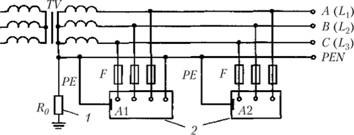 TV
A (L₁)
B (L₂)
C (L₃)
PEN
PE F PE F
R₀ 1 A1 A2
2